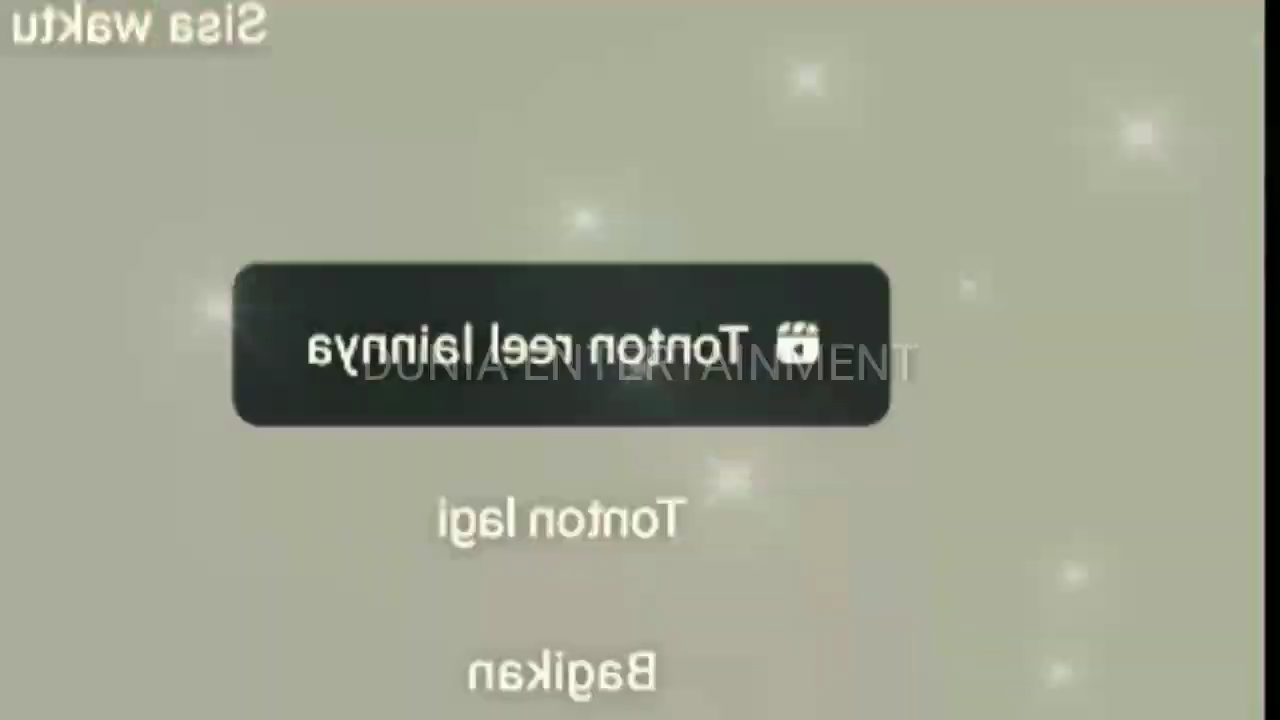 Sisa waktu
Tonton reel lainnya
DUNIA ENTERTAINMENT
Tonton lagi
Bagikan